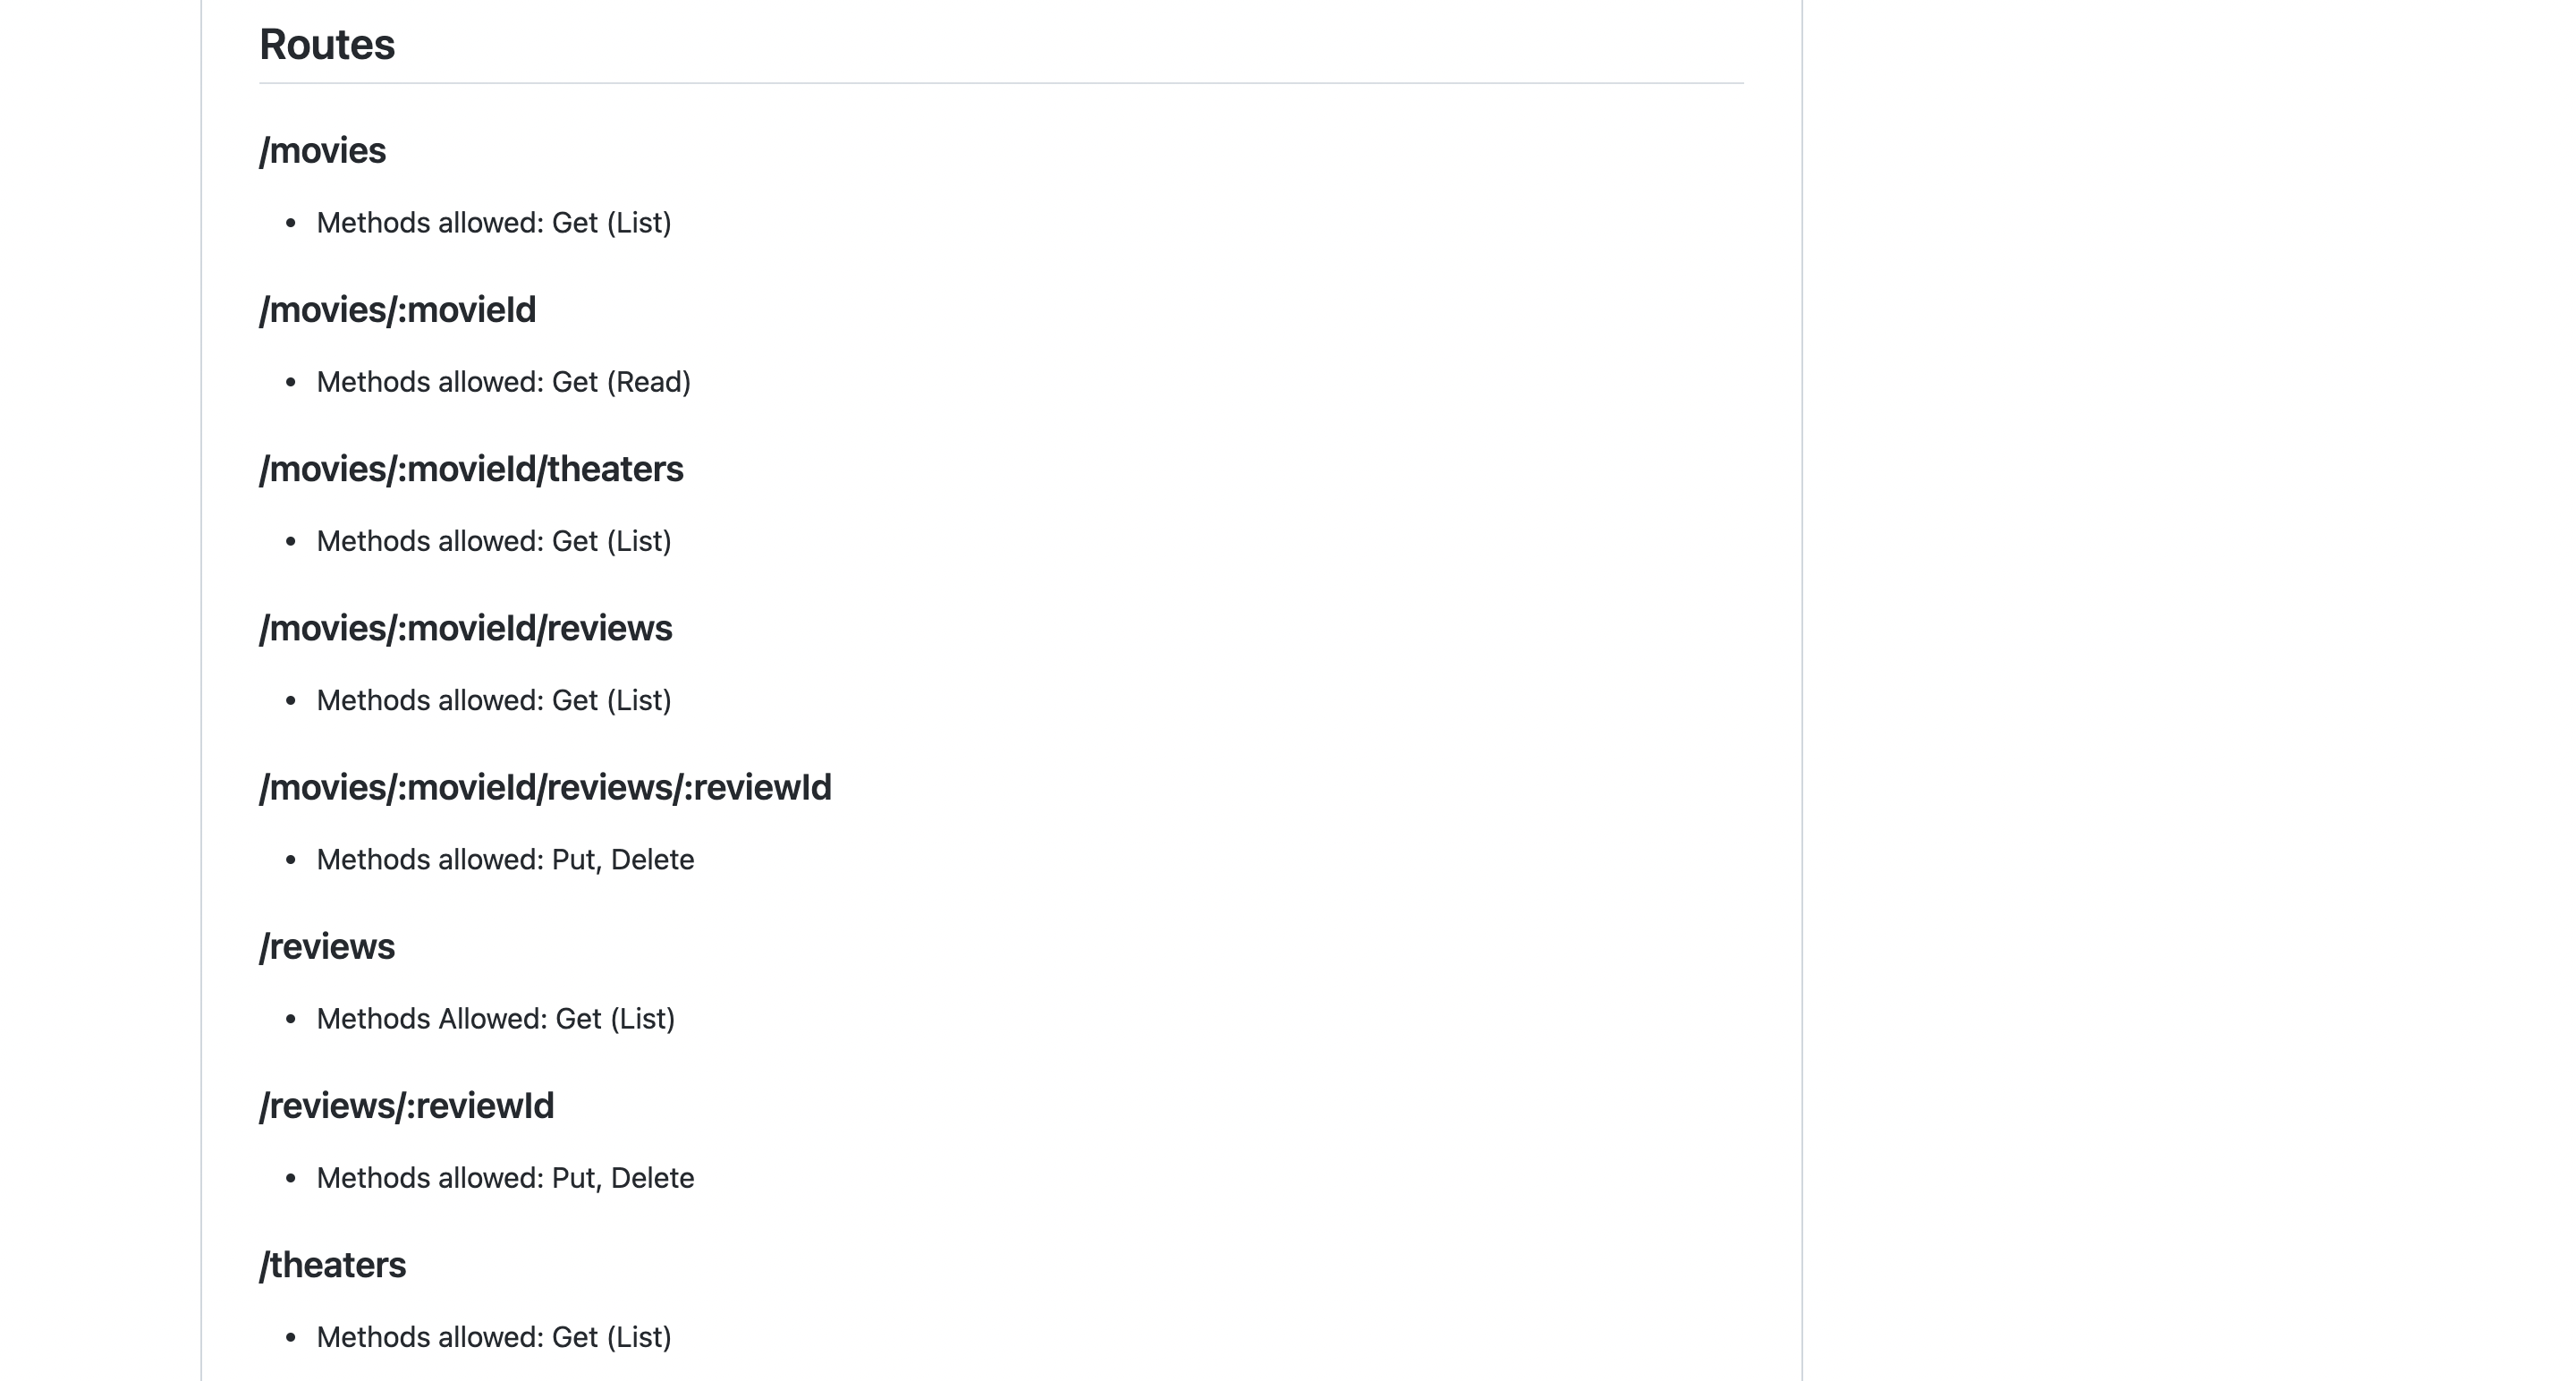 Routes
/movies
• Methods allowed: Get (List)
/movies/:movieId
• Methods allowed: Get (Read)
/movies/:movieId/theaters
• Methods allowed: Get (List)
/movies/:movieId/reviews
• Methods allowed: Get (List)
/movies/:movieId/reviews/:reviewId
• Methods allowed: Put, Delete
/reviews
• Methods Allowed: Get (List)
/reviews/:reviewId
• Methods allowed: Put, Delete
/theaters
• Methods allowed: Get (List)